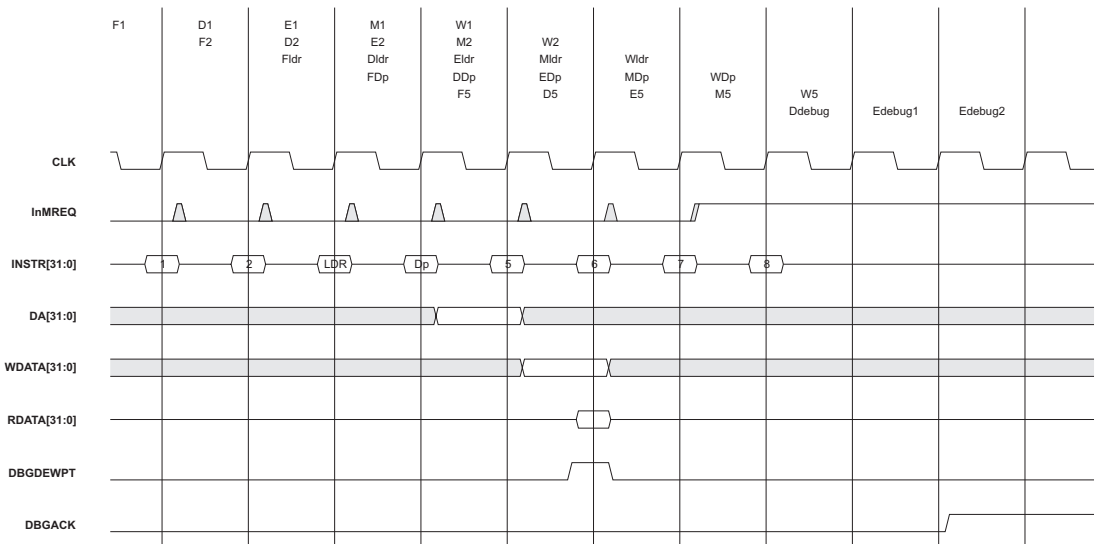 F1 D1 E1 M1 W1
F2 D2 E2 M2 W2
Fldr Dldr Eldr Mldr Wldr
FDp DDp EDp MDp WDp
F5 D5 E5 M5 W5
Ddebug Edebug1 Edebug2
CLK
InMREQ
INSTR[31:0] 1 2 LDR Dp 5 6 7 8
DA[31:0]
WDATA[31:0]
RDATA[31:0]
DBGDEWPT
DBGACK